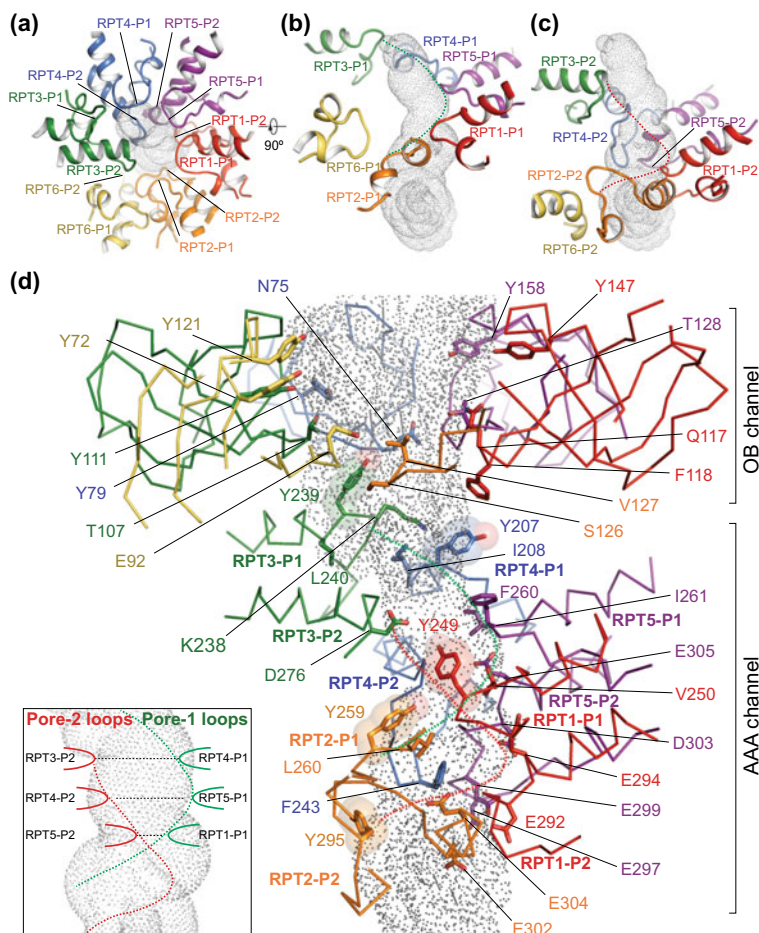 (a)
RPT4-P1
RPT5-P2
RPT4-P2
RPT5-P1
RPT3-P1
RPT1-P2
RPT1-P1
RPT3-P2
RPT6-P2
RPT2-P2
RPT6-P1
RPT2-P1
90º
(b)
RPT4-P1
RPT3-P1
RPT5-P1
RPT1-P1
RPT6-P1
RPT2-P1
(c)
RPT3-P2
RPT5-P2
RPT4-P2
RPT2-P2
RPT1-P2
RPT6-P2
(d)
N75
Y158
Y147
Y121
T128
Y72
Q117
Y111
F118
Y79
Y239
V127
T107
S126
E92
OB channel
Y207
RPT3-P1
I208
L240
RPT4-P1
F260
I261
RPT3-P2
Y249
RPT5-P1
K238
E305
D276
RPT4-P2
RPT5-P2
V250
Y259
RPT1-P1
RPT2-P1
D303
L260
E294
F243
E299
E292
Y295
E297
RPT2-P2
RPT1-P2
E304
E302
AAA channel
Red Pore-2 loops Pore-1 loops
RPT3-P2 RPT4-P1
RPT4-P2 RPT5-P1
RPT5-P2 RPT1-P1